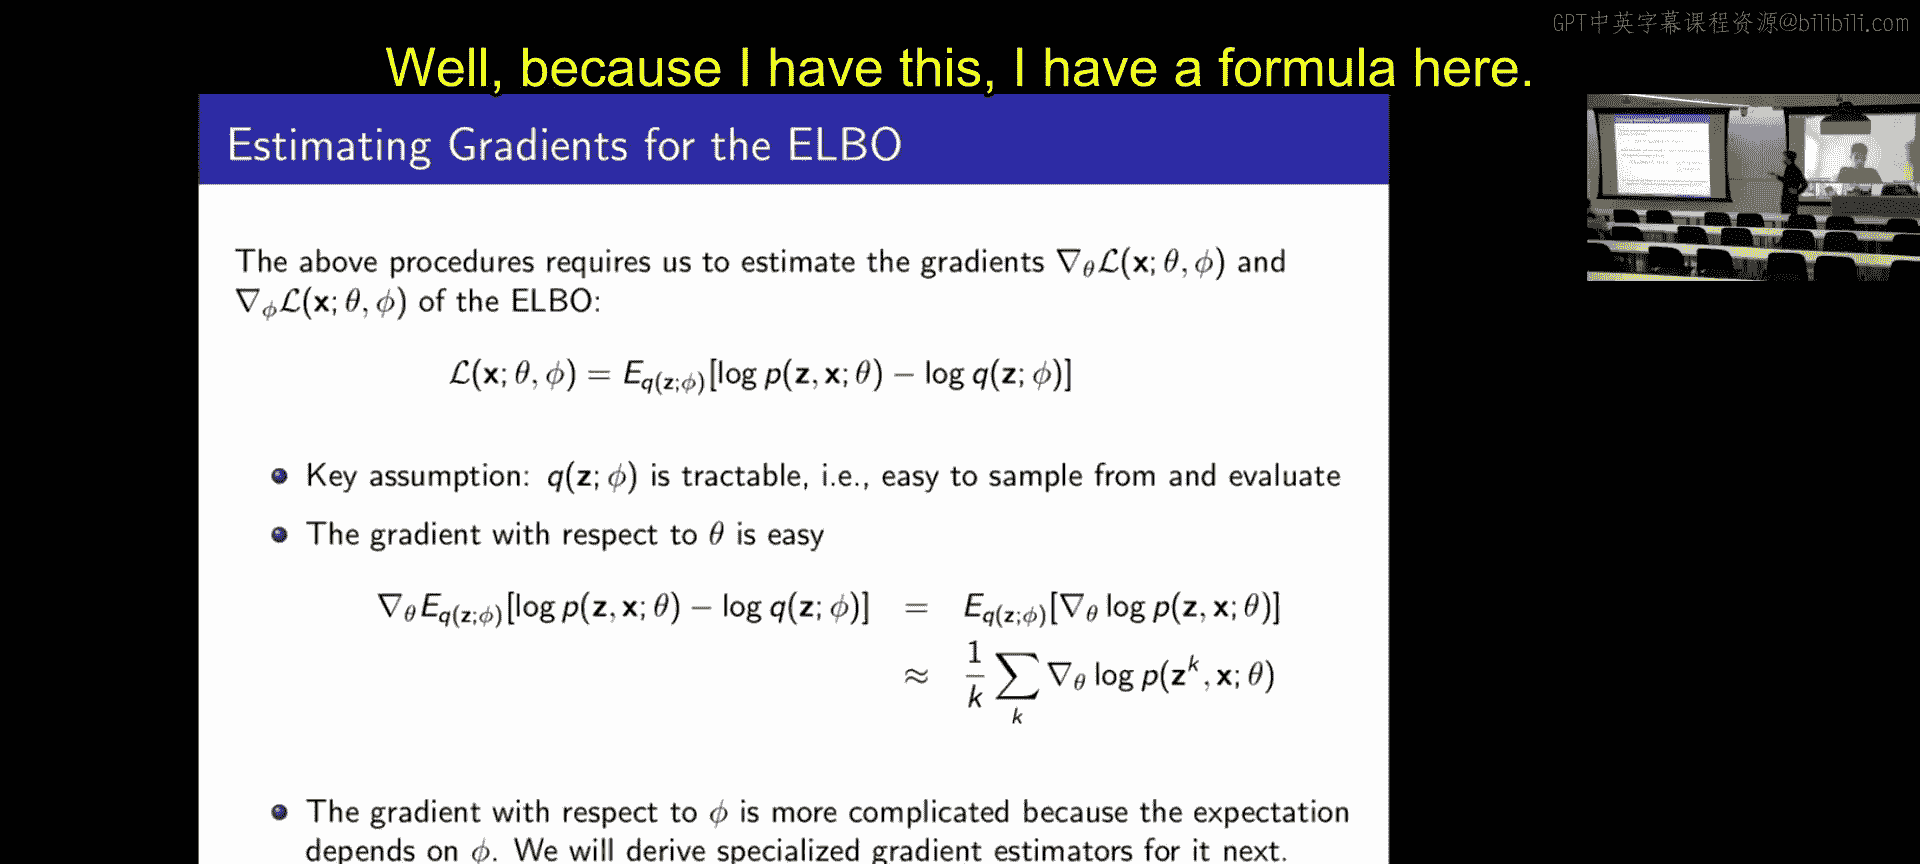 GPT中英字幕课程资源@bilibili.com
Well, because I have this, I have a formula here.
Estimating Gradients for the ELBO
The above procedures requires us to estimate the gradients ∇θℒ(x; θ, ϕ) and
∇ϕℒ(x; θ, ϕ) of the ELBO:
ℒ(x; θ, ϕ) = E_{q(z;ϕ)}[log p(z, x; θ) − log q(z; ϕ)]
Key assumption: q(z; ϕ) is tractable, i.e., easy to sample from and evaluate
The gradient with respect to θ is easy
∇θE_{q(z;ϕ)}[log p(z, x; θ) − log q(z; ϕ)] = E_{q(z;ϕ)}[∇θ log p(z, x; θ)]
≈ 1/k ∑_k ∇θ log p(z^k, x; θ)
The gradient with respect to ϕ is more complicated because the expectation
depends on ϕ. We will derive specialized gradient estimators for it next.